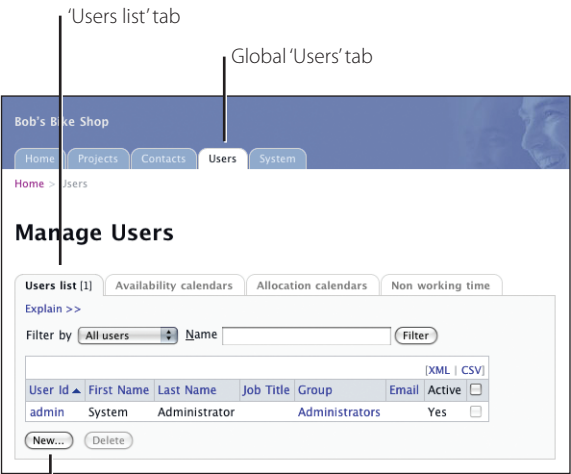 ‘Users list’ tab
Global ‘Users’ tab
Bob's Bike Shop
Home Projects Contacts Users System
Home > Users
Manage Users
Users list [1] Availability calendars Allocation calendars Non working time
Explain >>
Filter by All users Name Filter
[XML | CSV]
User Id First Name Last Name Job Title Group Email Active
admin System Administrator Administrators Yes
New... Delete